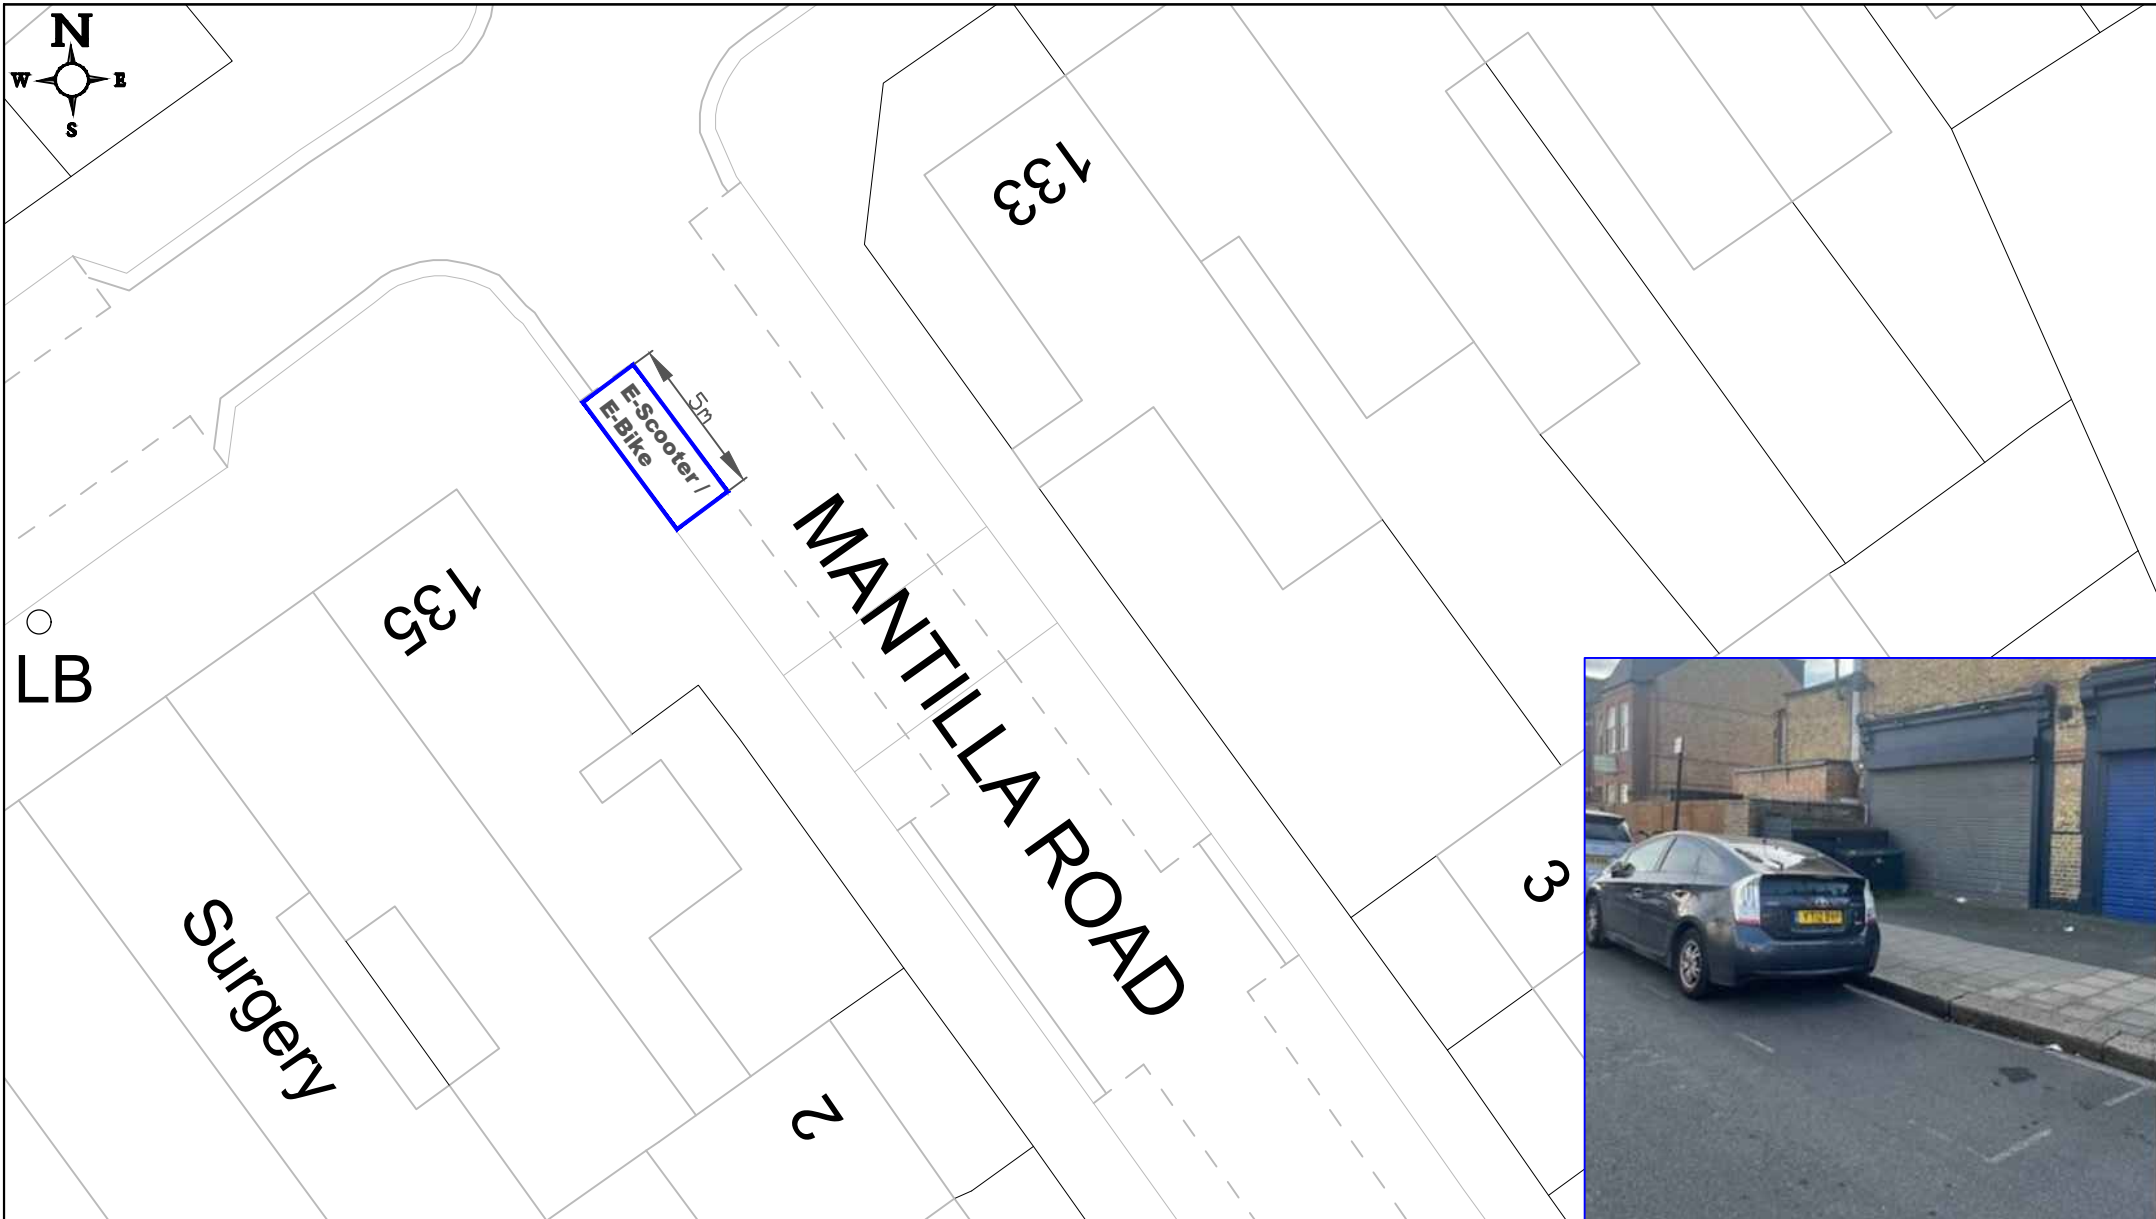 N
W
E
S
133
5m
E-Scooter /
E-Bike
MANTILLA ROAD
135
LB
Surgery
3
2